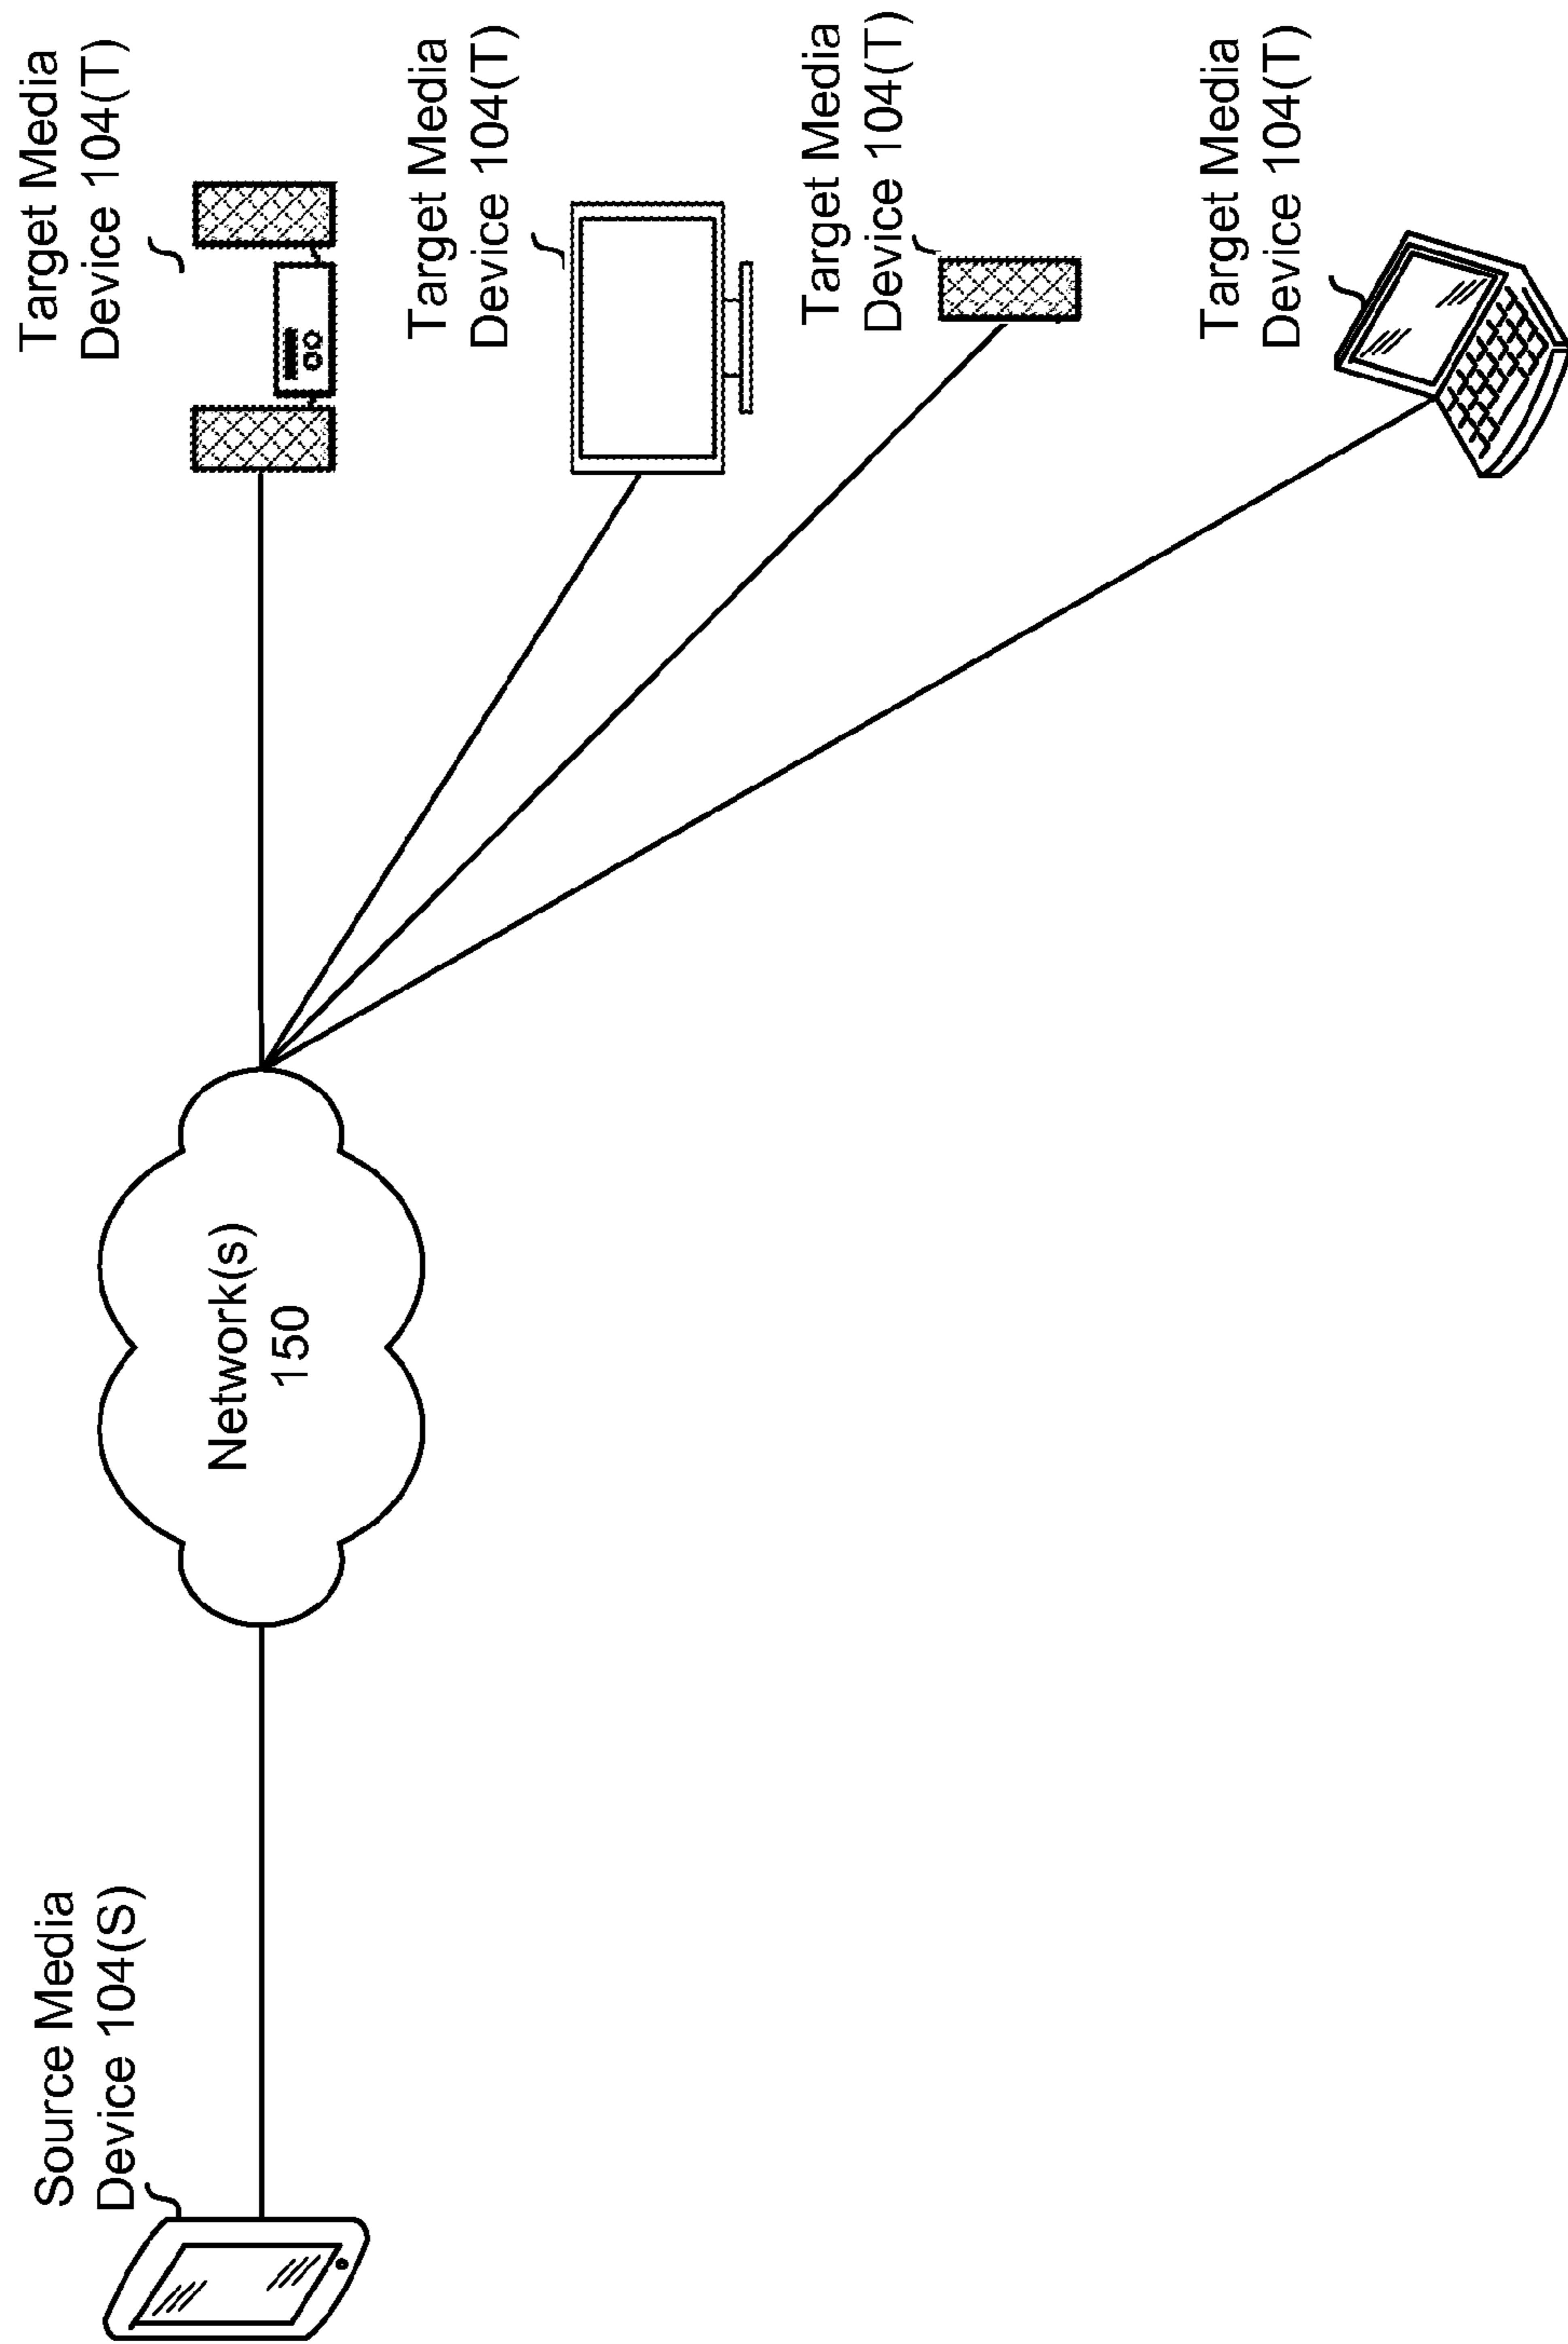 Source Media
Device 104(S)
Network(s)
150
Target Media
Device 104(T)
Target Media
Device 104(T)
Target Media
Device 104(T)
Target Media
Device 104(T)